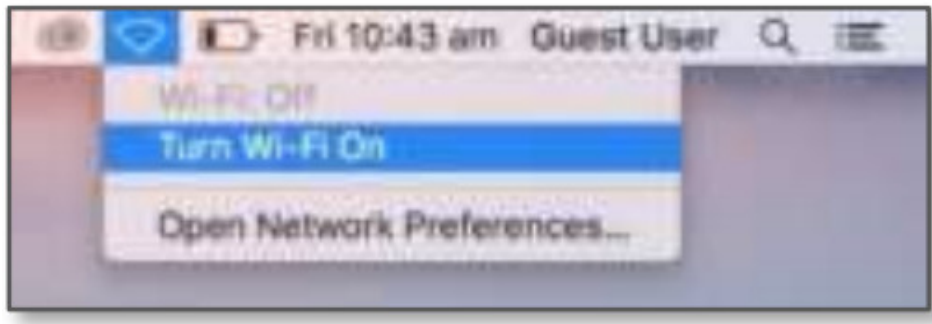 Fri 10:43 am Guest User
Wi-Fi: Off
Turn Wi-Fi On
Open Network Preferences...